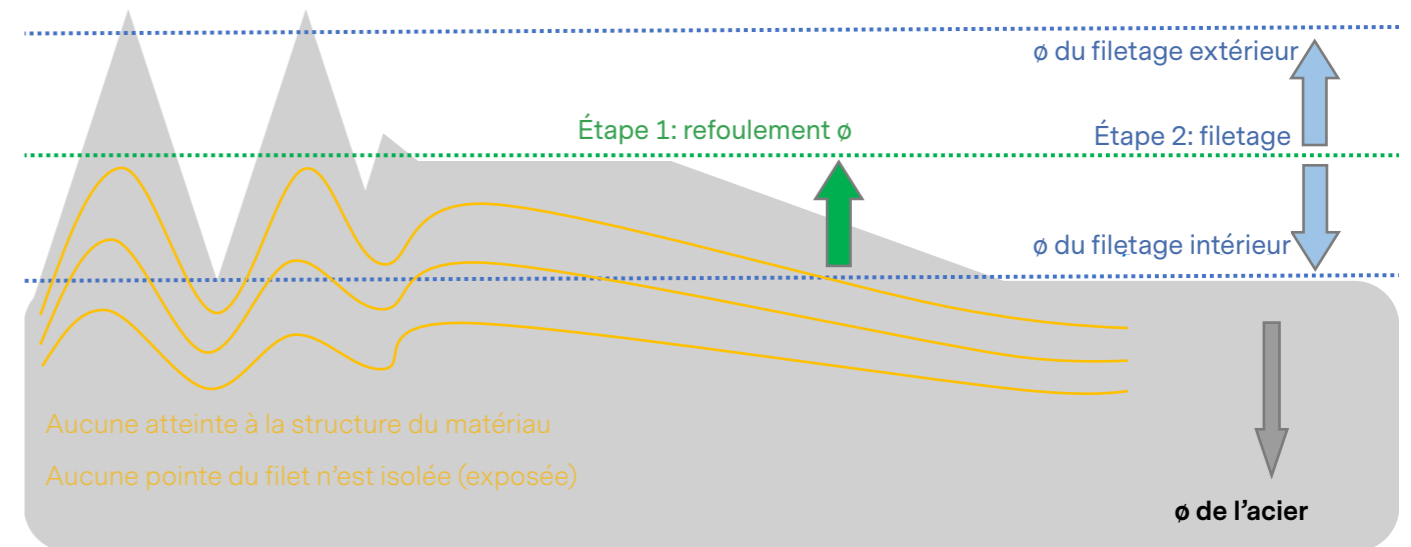 ø du filetage extérieur
Étape 1: refoulement ø
Étape 2: filetage
ø du filetage intérieur
Aucune atteinte à la structure du matériau
Aucune pointe du filet n’est isolée (exposée)
ø de l’acier